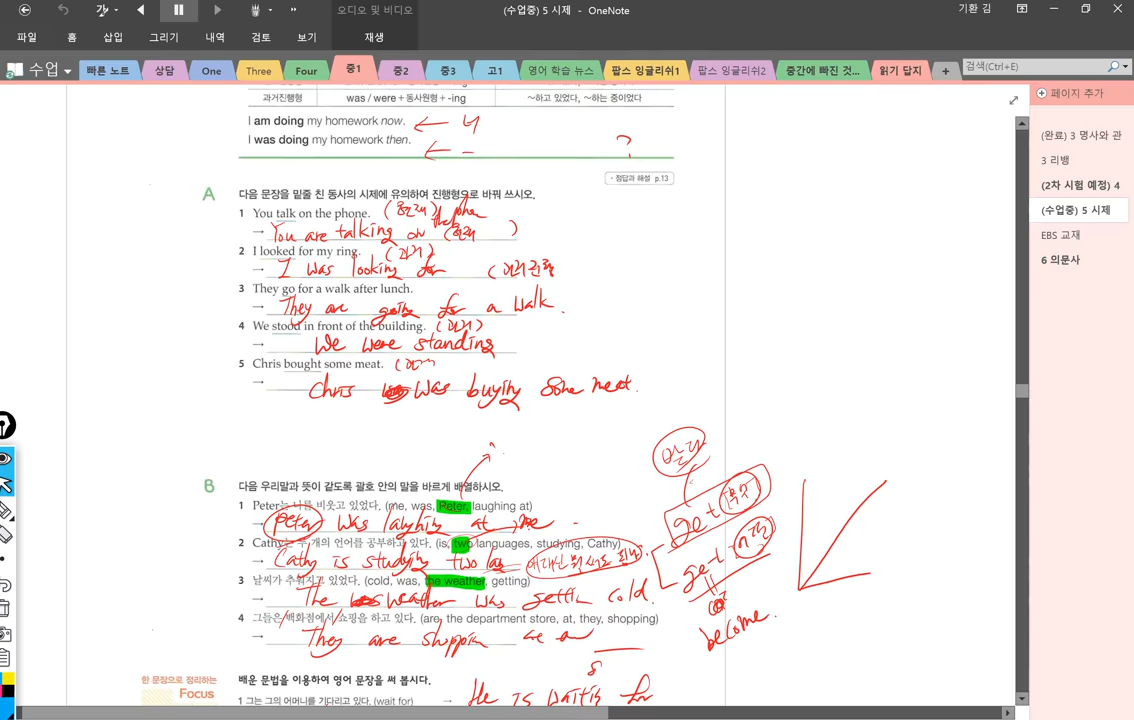 오디오 및 비디오
(수업중) 5 시제 - OneNote
기환 김
파일 홈 삽입 그리기 내역 검토 보기 재생
수업 빠른 노트 상담 One Three Four 중1 중2 중3 고1 영어 학습 뉴스 팝스 잉글리쉬1 팝스 잉글리쉬2 중간에 빠진 것... 읽기 답지 +
검색(Ctrl+E)
페이지 추가
(완료) 3 명사와 관
3 리뱅
(2차 시험 예정) 4
(수업중) 5 시제
EBS 교재
6 의문사
과거진행형 was / were + 동사원형 + -ing ~하고 있었다, ~하는 중이었다
I am doing my homework now.
I was doing my homework then.
• 정답과 해설 p.13
A 다음 문장을 밑줄 친 동사의 시제에 유의하여 진행형으로 바꿔 쓰시오.
1 You talk on the phone. (현재)
→ You are talking on the phone (현재 )
2 I looked for my ring. (과거)
→ I was looking for (과거진행
3 They go for a walk after lunch.
→ They are going for a walk.
4 We stood in front of the building. (과거)
→ We were standing
5 Chris bought some meat.
→ Chris was buying some meat.
B 다음 우리말과 뜻이 같도록 괄호 안의 말을 바르게 배열하시오.
1 Peter는 나를 비웃고 있었다. (me, was, Peter, laughing at)
→ Peter was laughing at me
2 Cathy는 두 개의 언어를 공부하고 있다. (is, two languages, studying, Cathy)
→ Cathy is studying two
3 날씨가 추워지고 있었다. (cold, was, the weather, getting)
→ The weather was gettin cold.
4 그들은 백화점에서 쇼핑을 하고 있다. (are, the department store, at, they, shopping)
→ They are shoppin
get
get
become.
한 문장으로 정리하는
Focus
배운 문법을 이용하여 영어 문장을 써 봅시다.
1 그는 그의 어머니를 기다리고 있다. (wait for) → He is waitin for